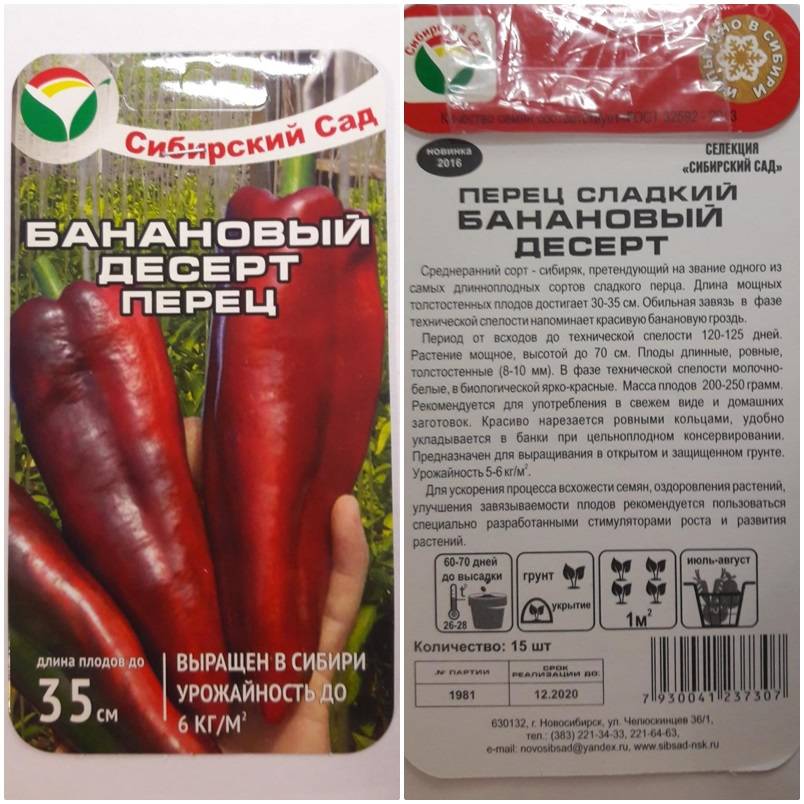 Сибирский Сад
БАНАНОВЫЙ
ДЕСЕРТ
ПЕРЕЦ
длина плодов до
35 см
ВЫРАЩЕН В СИБИРИ
УРОЖАЙНОСТЬ ДО
6 КГ/М²
Сибирский Сад
В СИБИРИ
Качество семян соответствует ГОСТ
новинка
2016
СЕЛЕКЦИЯ
«СИБИРСКИЙ САД»
ПЕРЕЦ СЛАДКИЙ
БАНАНОВЫЙ
ДЕСЕРТ
Среднеранний сорт - сибиряк, претендующий на звание одного из
самых длинноплодных сортов сладкого перца. Длина мощных
толстостенных плодов достигает 30-35 см. Обильная завязь в фазе
технической спелости напоминает красивую банановую гроздь.
Период от всходов до технической спелости 120-125 дней.
Растение мощное, высотой до 70 см. Плоды длинные, ровные,
толстостенные (8-10 мм). В фазе технической спелости молочно-
белые, в биологической ярко-красные. Масса плодов 200-250 грамм.
Рекомендуется для употребления в свежем виде и домашних
заготовок. Красиво нарезается ровными кольцами, удобно
укладывается в банки при цельноплодном консервировании.
Предназначен для выращивания в открытом и защищенном грунте.
Урожайность 5-6 кг/м².
Для ускорения процесса всхожести семян, оздоровления растений,
улучшения завязываемости плодов рекомендуется пользоваться
специально разработанными стимуляторами роста и развития
растений.
60-70 дней
до высадки
t°
26-28
грунт
укрытие
1м²
июль-август
Количество: 15 шт
№ ПАРТИИ
СРОК
РЕАЛИЗАЦИИ ДО:
1981
12.2020
7 930041 237307
630132, г. Новосибирск, ул. Челюскинцев 36/1,
тел.: (383) 221-34-33, 221-64-63,
e-mail: novosibsad@yandex.ru, www.sibsad-nsk.ru